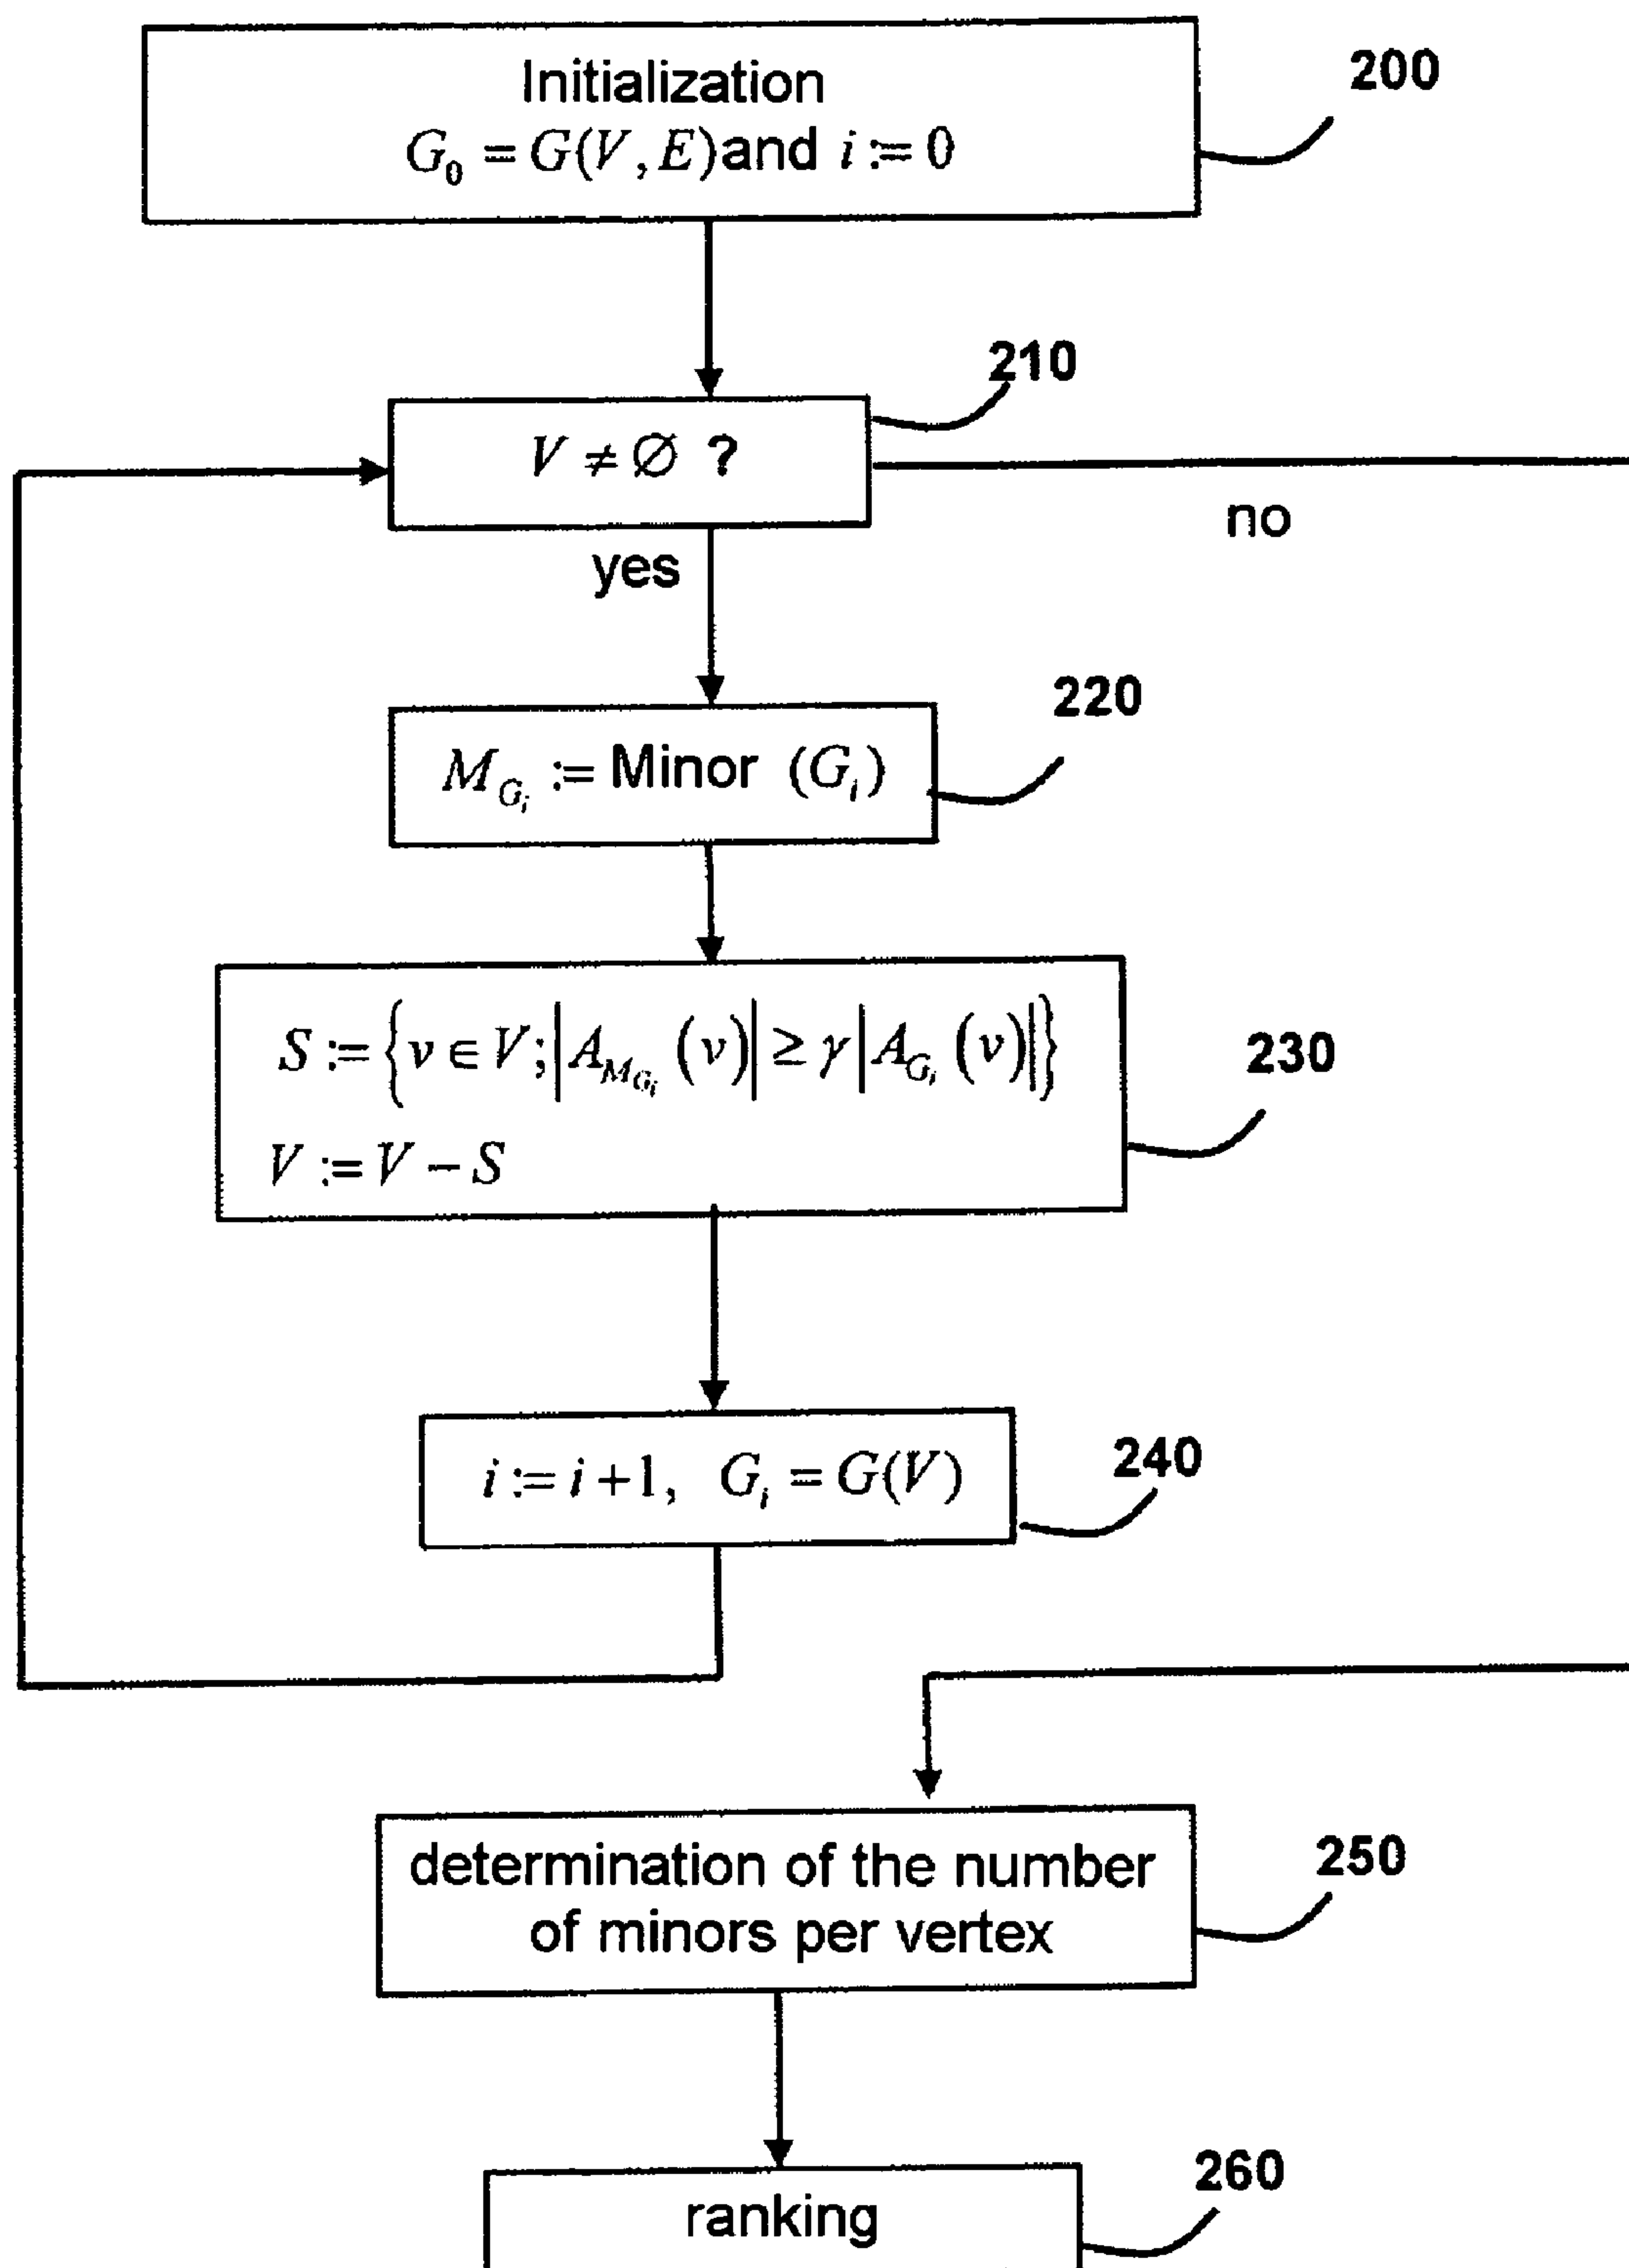 Initialization
200
G₀ = G(V, E) and i := 0
210
V ≠ ∅ ?
no
yes
220
M_{G_i} := Minor (G_i)
S := {v ∈ V; |A_{M_{G_i}} (v)| ≥ γ |A_{G_i} (v)|}
230
V := V − S
240
i := i + 1, G_i = G(V)
250
determination of the number
of minors per vertex
260
ranking